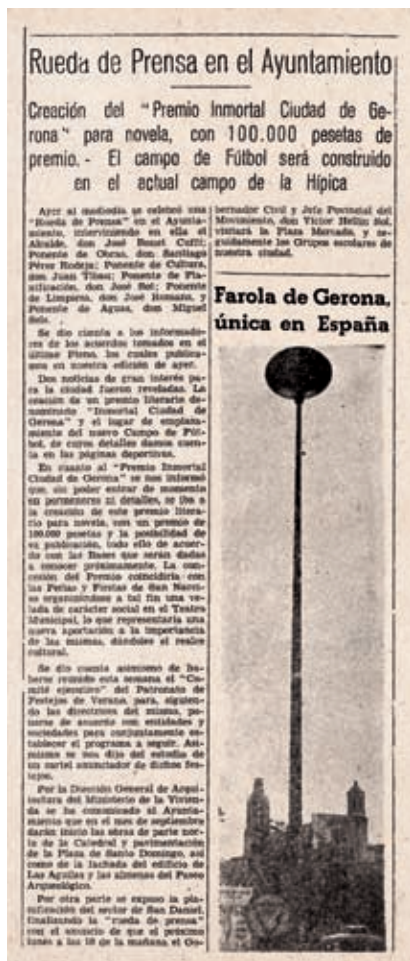 Rueda de Prensa en el Ayuntamiento
Creación del "Premio Inmortal Ciudad de Ge-
rona" para novela, con 100.000 pesetas de
premio. - El campo de Fútbol será construido
en el actual campo de la Hípica
Ayer al mediodía se celebró una
"Rueda de Prensa" en el Ayunta-
miento, interviniendo en ella el
Alcalde, don José Bonet Cuffí;
Ponente de Obras, don Santiago
Pérez Rodeja; Ponente de Cultura,
don Juan Ponente de Pla-
nificación, don José Sol; Ponente
de Limpieza, don José Romans, y
Ponente de Aguas, don Miguel
Sols.
Se dio cuenta a los informado-
res de los acuerdos tomados en el
último Pleno, los cuales publica-
mos en nuestra edición de ayer.
Dos noticias de gran interés pa-
ra la ciudad fueron reveladas. La
creación de un premio literario de-
nominado "Inmortal Ciudad de
Gerona" y el lugar de emplaza-
miento del nuevo Campo de Fút-
bol, de cuyos detalles damos cuen-
ta en las páginas deportivas.
En cuanto al "Premio Inmortal
Ciudad de Gerona" se nos informó
que, sin poder entrar de momento
en pormenores ni detalles, se iba a
la creación de este premio litera-
rio para novela, con un premio de
100.000 pesetas y la posibilidad de
su publicación, todo ello de acuer-
do con las Bases que serán dadas
a conocer próximamente. La con-
cesión del Premio coincidiría con
las Ferias y Fiestas de San Narci-
so organizándose a tal fin una ve-
lada de carácter social en el Teatro
Municipal, lo que representaría una
nueva aportación a la importancia
de las mismas, dándoles el realce
cultural.
Se dio cuenta asimismo de ha-
berse reunido esta semana el "Co-
mité ejecutivo" del Patronato de
Festejos de Verano, para, siguien-
do las directrices del mismo, po-
nerse de acuerdo con entidades y
sociedades para conjuntamente es-
tablecer el programa a seguir. Asi-
mismo se nos dijo del estudio de
un cartel anunciador de dichos fes-
tejos.
Por la Dirección General de Arqui-
tectura del Ministerio de la Vivien-
da se ha comunicado al Ayunta-
miento que en el mes de septiembre
darán inicio las obras de parte nor-
te de la Catedral y pavimentación
de la Plaza de Santo Domingo, así
como de la fachada del edificio de
Las Aguilas y las almenas del Paseo
Arqueológico.
Por otra parte se expuso la pla-
nificación del sector de San Daniel,
finalizando la "rueda de prensa"
con el anuncio de que el próximo
lunes a las 10 de la mañana, el Go-
bernador Civil y Jefe Provincial del
Movimiento, don Víctor Hellín Sol,
visitará la Plaza Mercado, y se-
guidamente los Grupos escolares de
nuestra ciudad.
Farola de Gerona,
única en España